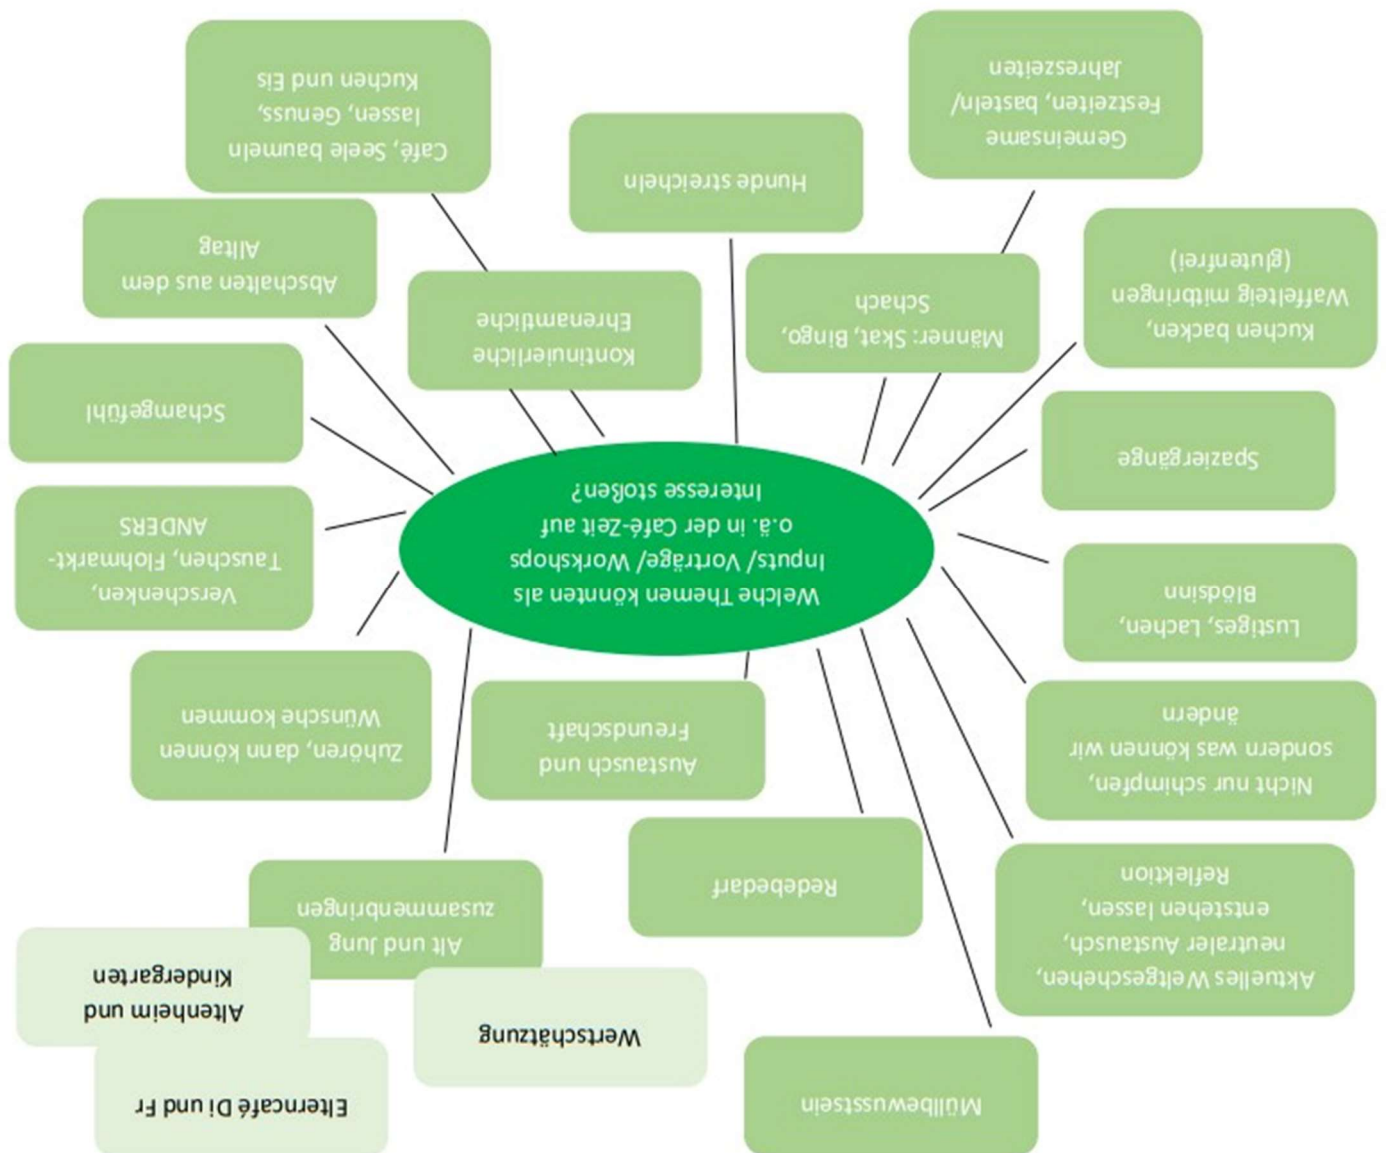 Müllbewusstsein
Elterncafé Di und Fr
Wertschätzung
Altenheim und
Kindergarten
Aktuelles Weltgeschehen,
neutraler Austausch,
entstehen lassen,
Reflektion
Alt und Jung
zusammenbringen
Redebedarf
Nicht nur schimpfen,
sondern was können wir
ändern
Austausch und
Freundschaft
Zuhören, dann können
Wünsche kommen
Lustiges, Lachen,
Blödsinn
Welche Themen könnten als
Inputs/ Vorträge/ Workshops
o.ä. in der Café-Zeit auf
Interesse stoßen?
Verschenken,
Tauschen, Flohmarkt-
ANDERS
Spaziergänge
Schamgefühl
Kuchen backen,
Waffelteig mitbringen
(glutenfrei)
Männer: Skat, Bingo,
Schach
Kontinuierliche
Ehrenamtliche
Abschalten aus dem
Alltag
Hunde streicheln
Gemeinsame
Festzeiten, basteln/
Jahreszeiten
Café, Seele baumeln
lassen, Genuss,
Kuchen und Eis